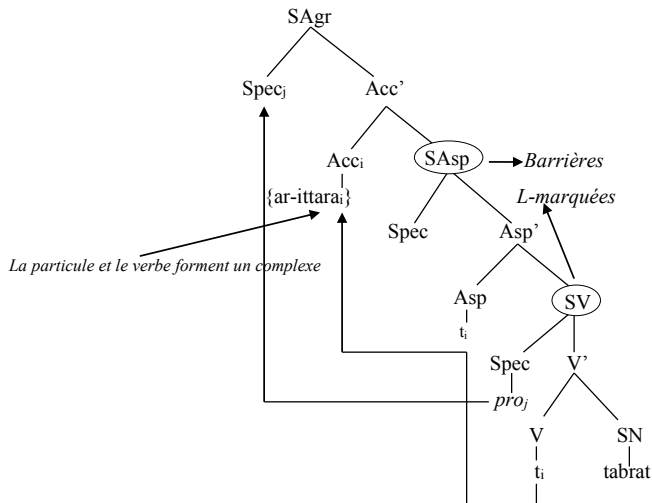 SAgr
Specⱼ Acc’
Accᵢ SAsp Barrières
{ar-ittaraᵢ} L-marquées
Spec Asp’
La particule et le verbe forment un complexe
Asp SV
tᵢ
Spec V’
proⱼ
V SN
tᵢ tabrat